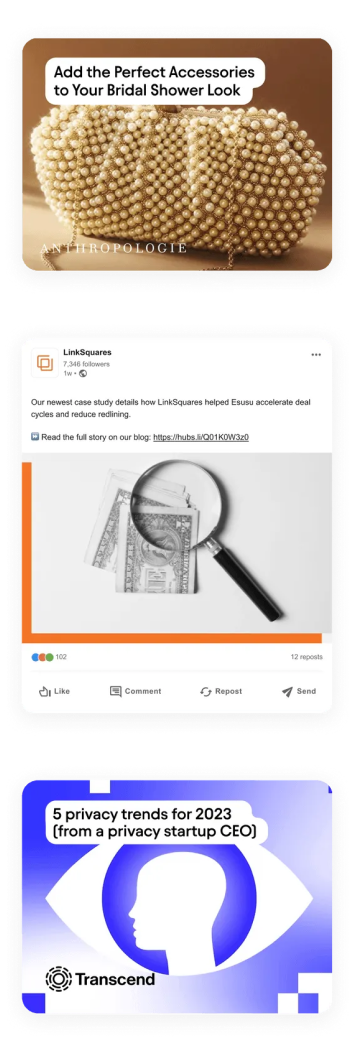 Add the Perfect Accessories
to Your Bridal Shower Look
ANTHROPOLOGIE
LinkSquares
7,346 followers
1w •
Our newest case study details how LinkSquares helped Esusu accelerate deal
cycles and reduce redlining.
Read the full story on our blog: https://hubs.li/Q01K0W3z0
102
12 reposts
Like
Comment
Repost
Send
5 privacy trends for 2023
(from a privacy startup CEO)
Transcend